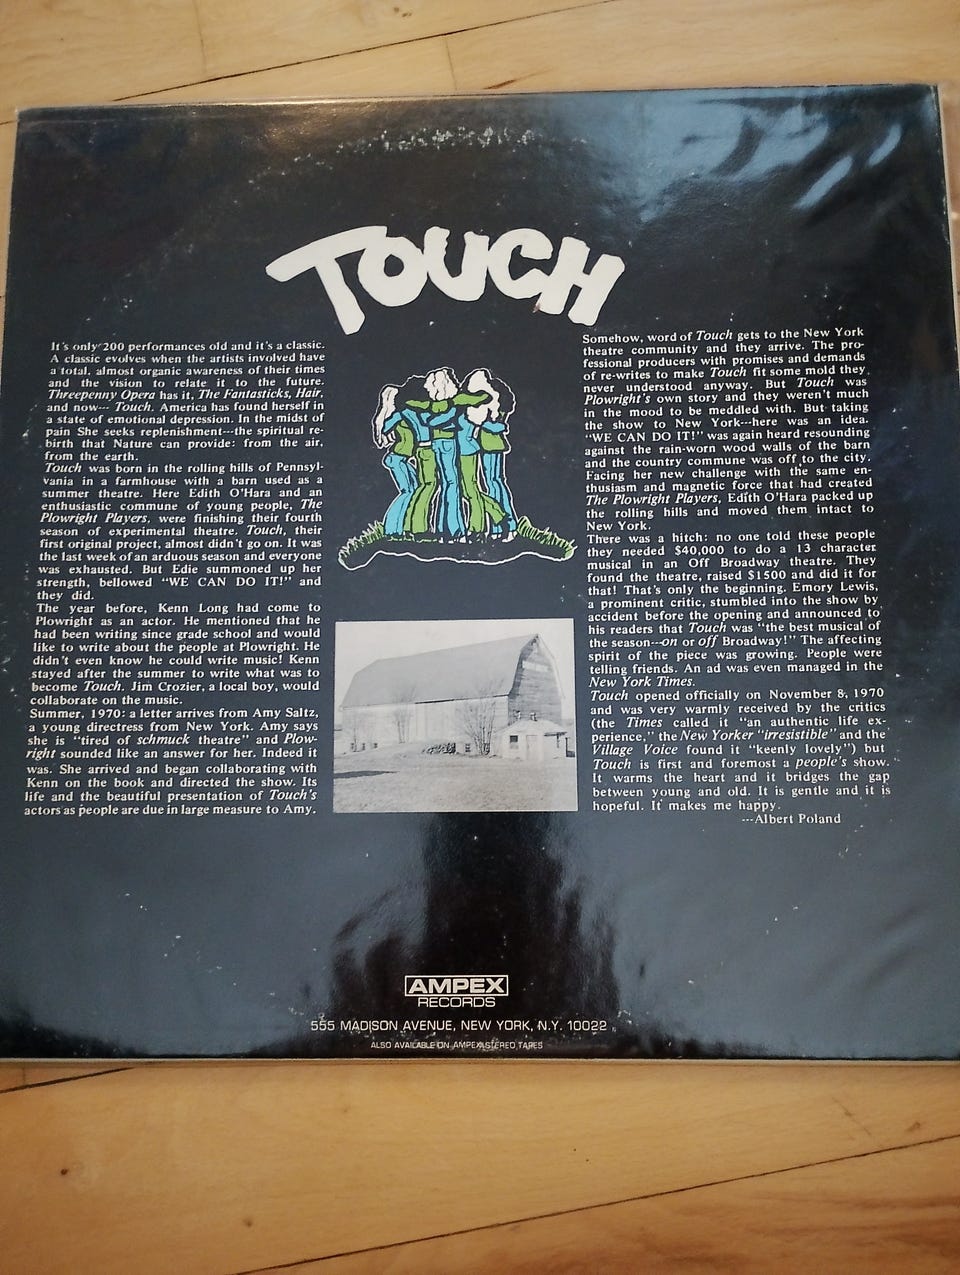 TOUCH
It's only 200 performances old and it's a classic.
A classic evolves when the artists involved have
a total, almost organic awareness of their times
and the vision to relate it to the future.
Threepenny Opera has it, The Fantasticks, Hair,
and now--- Touch. America has found herself in
a state of emotional depression. In the midst of
pain She seeks replenishment---the spiritual re-
birth that Nature can provide: from the air,
from the earth.
Touch was born in the rolling hills of Pennsyl-
vania in a farmhouse with a barn used as a
summer theatre. Here Edith O'Hara and an
enthusiastic commune of young people, The
Plowright Players, were finishing their fourth
season of experimental theatre. Touch, their
first original project, almost didn't go on. It was
the last week of an arduous season and everyone
was exhausted. But Edie summoned up her
strength, bellowed "WE CAN DO IT!" and
they did.
The year before, Kenn Long had come to
Plowright as an actor. He mentioned that he
had been writing since grade school and would
like to write about the people at Plowright. He
didn't even know he could write music! Kenn
stayed after the summer to write what was to
become Touch. Jim Crozier, a local boy, would
collaborate on the music.
Summer, 1970: a letter arrives from Amy Saltz,
a young directress from New York. Amy says
she is "tired of schmuck theatre" and Plow-
right sounded like an answer for her. Indeed it
was. She arrived and began collaborating with
Kenn on the book and directed the show. Its
life and the beautiful presentation of Touch's
actors as people are due in large measure to Amy.
Somehow, word of Touch gets to the New York
theatre community and they arrive. The pro-
fessional producers with promises and demands
of re-writes to make Touch fit some mold they
never understood anyway. But Touch was
Plowright's own story and they weren't much
in the mood to be meddled with. But taking
the show to New York---here was an idea.
"WE CAN DO IT!" was again heard resounding
against the rain-worn wood walls of the barn
and the country commune was off to the city.
Facing her new challenge with the same en-
thusiasm and magnetic force that had created
The Plowright Players, Edith O'Hara packed up
the rolling hills and moved them intact to
New York.
There was a hitch: no one told these people
they needed $40,000 to do a 13 character
musical in an Off Broadway theatre. They
found the theatre, raised $1500 and did it for
that! That's only the beginning. Emory Lewis,
a prominent critic, stumbled into the show by
accident before the opening and announced to
his readers that Touch was "the best musical of
the season---on or off Broadway!" The affecting
spirit of the piece was growing. People were
telling friends. An ad was even managed in the
New York Times.
Touch opened officially on November 8, 1970
and was very warmly received by the critics
(the Times called it "an authentic life ex-
perience," the New Yorker "irresistible" and the
Village Voice found it "keenly lovely") but
Touch is first and foremost a people's show.
It warms the heart and it bridges the gap
between young and old. It is gentle and it is
hopeful. It makes me happy.
---Albert Poland
AMPEX
RECORDS
555 MADISON AVENUE, NEW YORK, N.Y. 10022
ALSO AVAILABLE ON AMPEX STEREO TAPES